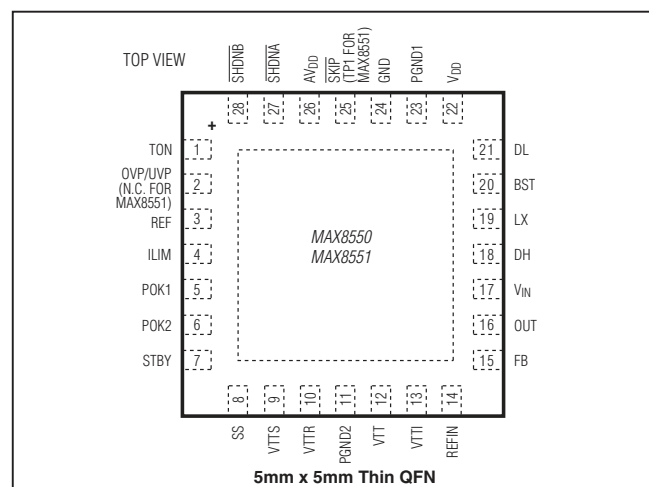 TOP VIEW
SHDNB
SHDNA
AVDD
SKIP
(TP1 FOR
MAX8551)
GND
PGND1
VDD
28
27
26
25
24
23
22
+
TON 1
OVP/UVP
(N.C. FOR
MAX8551)
2
REF 3
ILIM 4
POK1 5
POK2 6
STBY 7
MAX8550
MAX8551
21 DL
20 BST
19 LX
18 DH
17 VIN
16 OUT
15 FB
8
9
10
11
12
13
14
SS
VTTS
VTTR
PGND2
VTT
VTTI
REFIN
5mm x 5mm Thin QFN